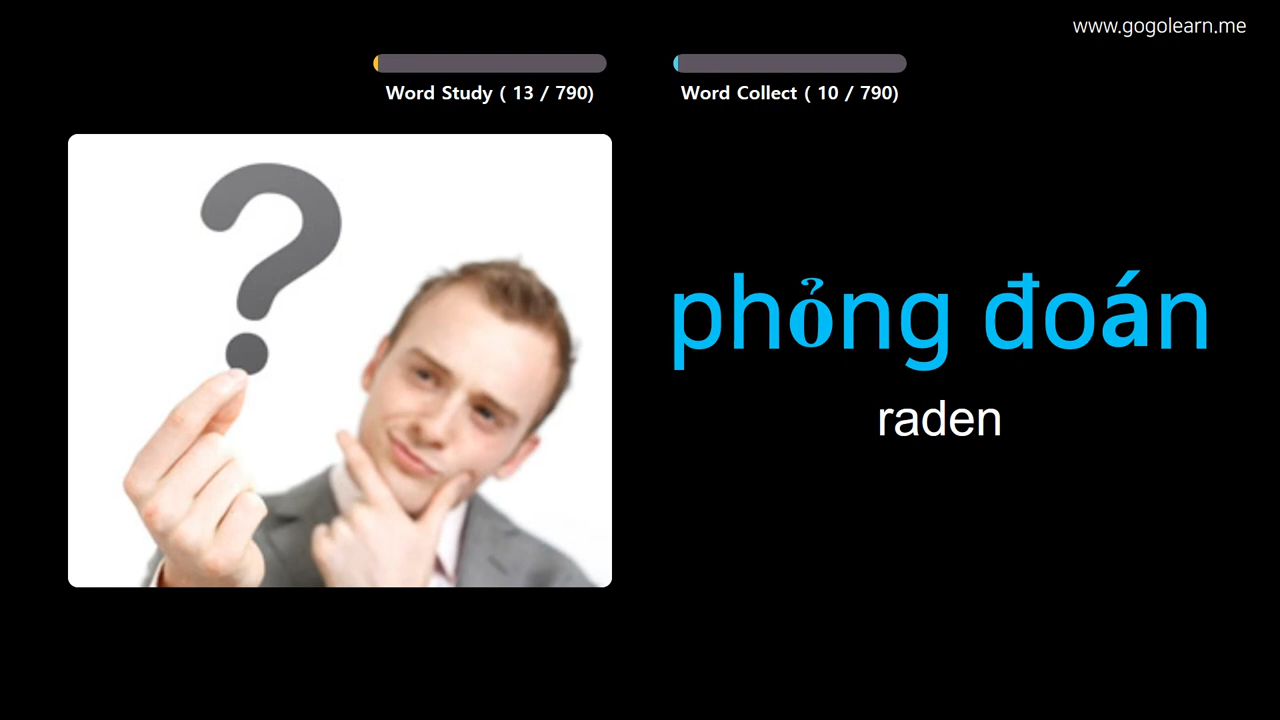 www.gogolearn.me
Word Study ( 13 / 790)
Word Collect ( 10 / 790)
phỏng đoán
raden